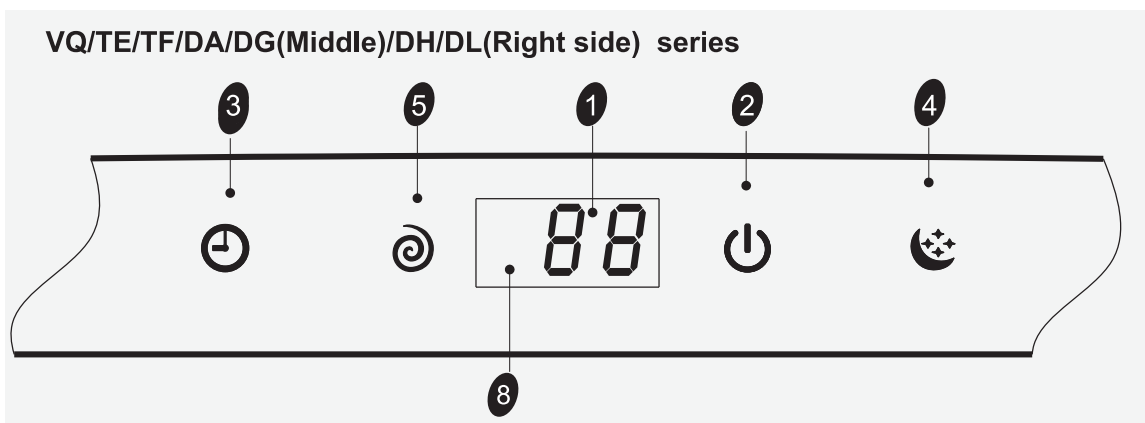 VQ/TE/TF/DA/DG(Middle)/DH/DL(Right side) series
3 5 1 2 4
88
8